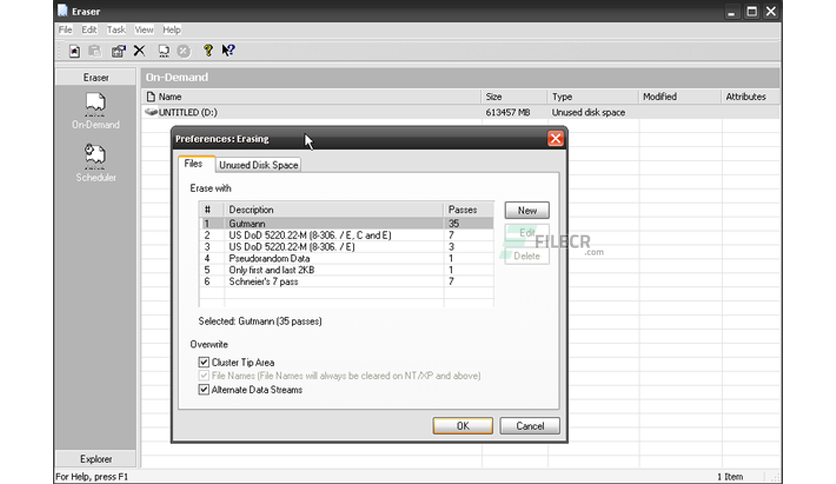 Eraser
File Edit Task View Help
Eraser
On-Demand
Name Size Type Modified Attributes
UNTITLED (D:) 613457 MB Unused disk space
On-Demand
Scheduler
Preferences: Erasing
Files Unused Disk Space
Erase with
# Description Passes
1 Gutmann 35
2 US DoD 5220.22-M (8-306. / E, C and E) 7
3 US DoD 5220.22-M (8-306. / E) 3
4 Pseudorandom Data 1
5 Only first and last 2KB 1
6 Schneier's 7 pass 7
New
Edit
Delete
FILECR
.com
Selected: Gutmann (35 passes)
Overwrite
Cluster Tip Area
File Names (File Names will always be cleared on NT/XP and above)
Alternate Data Streams
OK Cancel
Explorer
For Help, press F1 1 Item